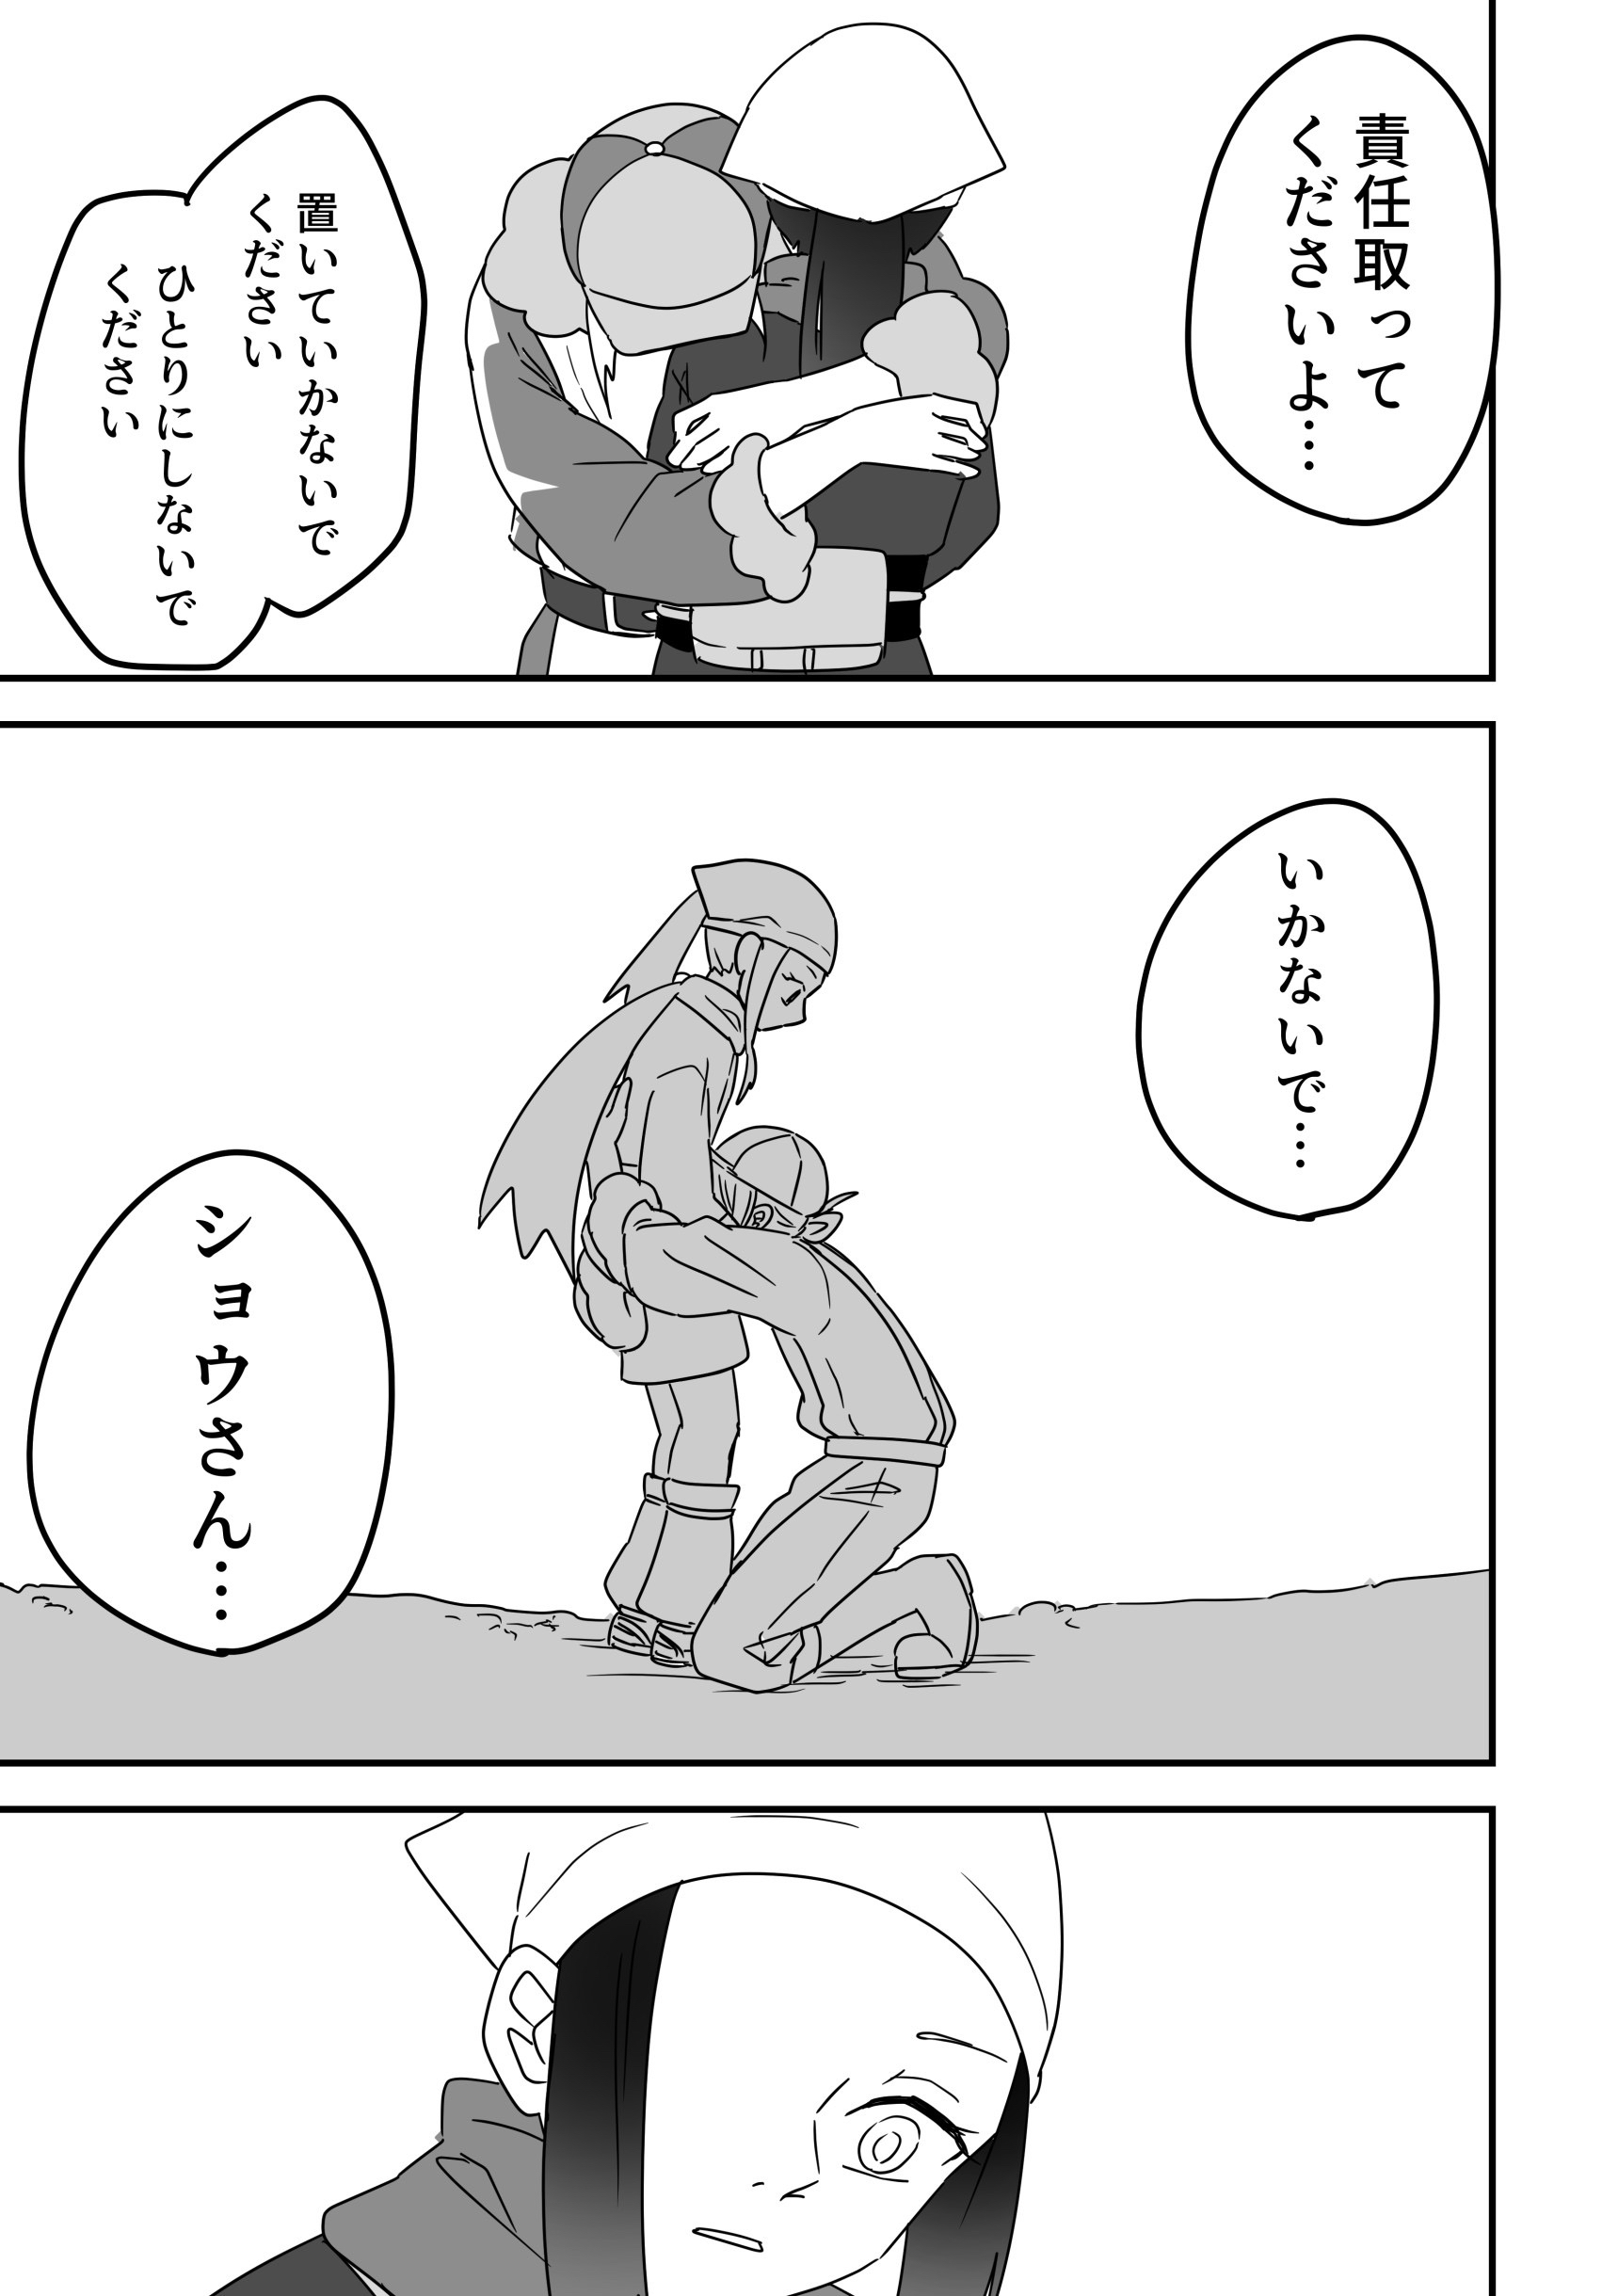 責任取って
くださいよ…
置いていかないで
ください
ひとりにしないで
ください
いかないで…
ショウさん…